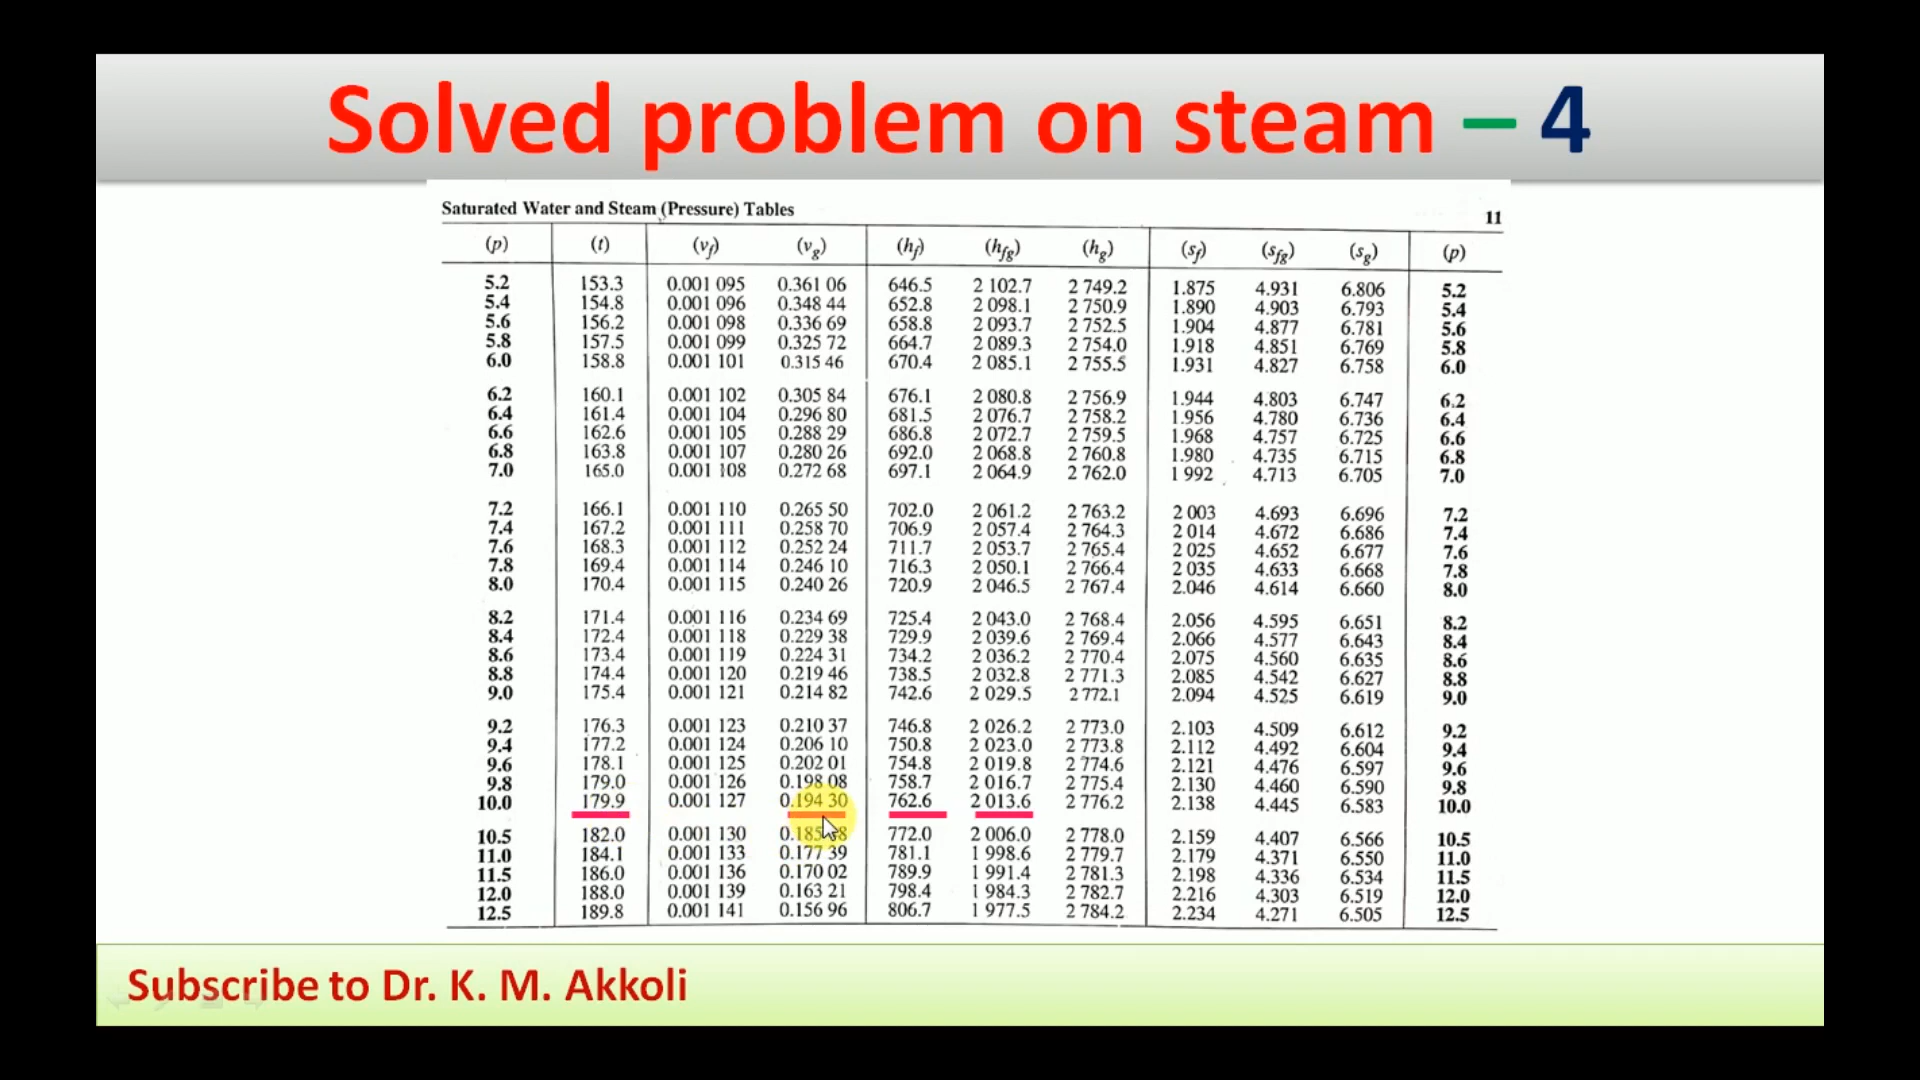 Solved problem on steam – 4
Saturated Water and Steam (Pressure) Tables 11
(p) (t) (vf) (vg) (hf) (hfg) (hg) (sf) (sfg) (sg) (p)
5.2 153.3 0.001 095 0.361 06 646.5 2 102.7 2 749.2 1.875 4.931 6.806 5.2
5.4 154.8 0.001 096 0.348 44 652.8 2 098.1 2 750.9 1.890 4.903 6.793 5.4
5.6 156.2 0.001 098 0.336 69 658.8 2 093.7 2 752.5 1.904 4.877 6.781 5.6
5.8 157.5 0.001 099 0.325 72 664.7 2 089.3 2 754.0 1.918 4.851 6.769 5.8
6.0 158.8 0.001 101 0.315 46 670.4 2 085.1 2 755.5 1.931 4.827 6.758 6.0
6.2 160.1 0.001 102 0.305 84 676.1 2 080.8 2 756.9 1.944 4.803 6.747 6.2
6.4 161.4 0.001 104 0.296 80 681.5 2 076.7 2 758.2 1.956 4.780 6.736 6.4
6.6 162.6 0.001 105 0.288 29 686.8 2 072.7 2 759.5 1.968 4.757 6.725 6.6
6.8 163.8 0.001 107 0.280 26 692.0 2 068.8 2 760.8 1.980 4.735 6.715 6.8
7.0 165.0 0.001 108 0.272 68 697.1 2 064.9 2 762.0 1 992 4.713 6.705 7.0
7.2 166.1 0.001 110 0.265 50 702.0 2 061.2 2 763.2 2 003 4.693 6.696 7.2
7.4 167.2 0.001 111 0.258 70 706.9 2 057.4 2 764.3 2 014 4.672 6.686 7.4
7.6 168.3 0.001 112 0.252 24 711.7 2 053.7 2 765.4 2 025 4.652 6.677 7.6
7.8 169.4 0.001 114 0.246 10 716.3 2 050.1 2 766.4 2 035 4.633 6.668 7.8
8.0 170.4 0.001 115 0.240 26 720.9 2 046.5 2 767.4 2.046 4.614 6.660 8.0
8.2 171.4 0.001 116 0.234 69 725.4 2 043.0 2 768.4 2.056 4.595 6.651 8.2
8.4 172.4 0.001 118 0.229 38 729.9 2 039.6 2 769.4 2.066 4.577 6.643 8.4
8.6 173.4 0.001 119 0.224 31 734.2 2 036.2 2 770.4 2.075 4.560 6.635 8.6
8.8 174.4 0.001 120 0.219 46 738.5 2 032.8 2 771.3 2.085 4.542 6.627 8.8
9.0 175.4 0.001 121 0.214 82 742.6 2 029.5 2 772.1 2.094 4.525 6.619 9.0
9.2 176.3 0.001 123 0.210 37 746.8 2 026.2 2 773.0 2.103 4.509 6.612 9.2
9.4 177.2 0.001 124 0.206 10 750.8 2 023.0 2 773.8 2.112 4.492 6.604 9.4
9.6 178.1 0.001 125 0.202 01 754.8 2 019.8 2 774.6 2.121 4.476 6.597 9.6
9.8 179.0 0.001 126 0.198 08 758.7 2 016.7 2 775.4 2.130 4.460 6.590 9.8
10.0 179.9 0.001 127 0.194 30 762.6 2 013.6 2 776.2 2.138 4.445 6.583 10.0
10.5 182.0 0.001 130 772.0 2 006.0 2 778.0 2.159 4.407 6.566 10.5
11.0 184.1 0.001 133 0.177 39 781.1 1 998.6 2 779.7 2.179 4.371 6.550 11.0
11.5 186.0 0.001 136 0.170 02 789.9 1 991.4 2 781.3 2.198 4.336 6.534 11.5
12.0 188.0 0.001 139 0.163 21 798.4 1 984.3 2 782.7 2.216 4.303 6.519 12.0
12.5 189.8 0.001 141 0.156 96 806.7 1 977.5 2 784.2 2.234 4.271 6.505 12.5
Subscribe to Dr. K. M. Akkoli